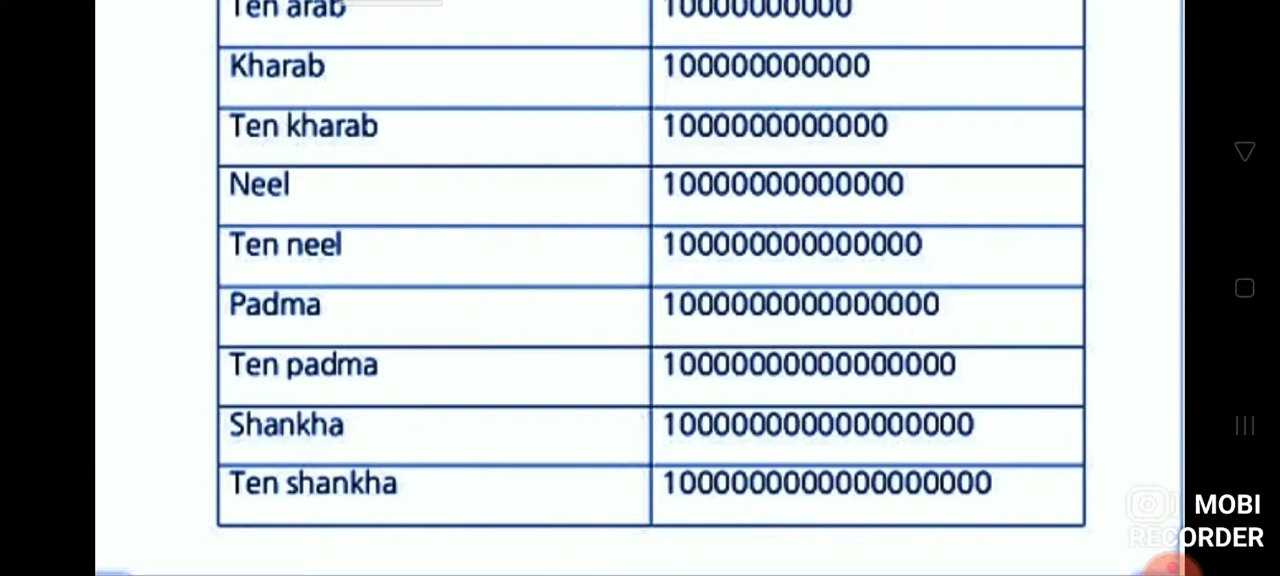 Ten arab 10000000000
Kharab 100000000000
Ten kharab 1000000000000
Neel 10000000000000
Ten neel 100000000000000
Padma 1000000000000000
Ten padma 10000000000000000
Shankha 100000000000000000
Ten shankha 1000000000000000000
MOBI
RECORDER